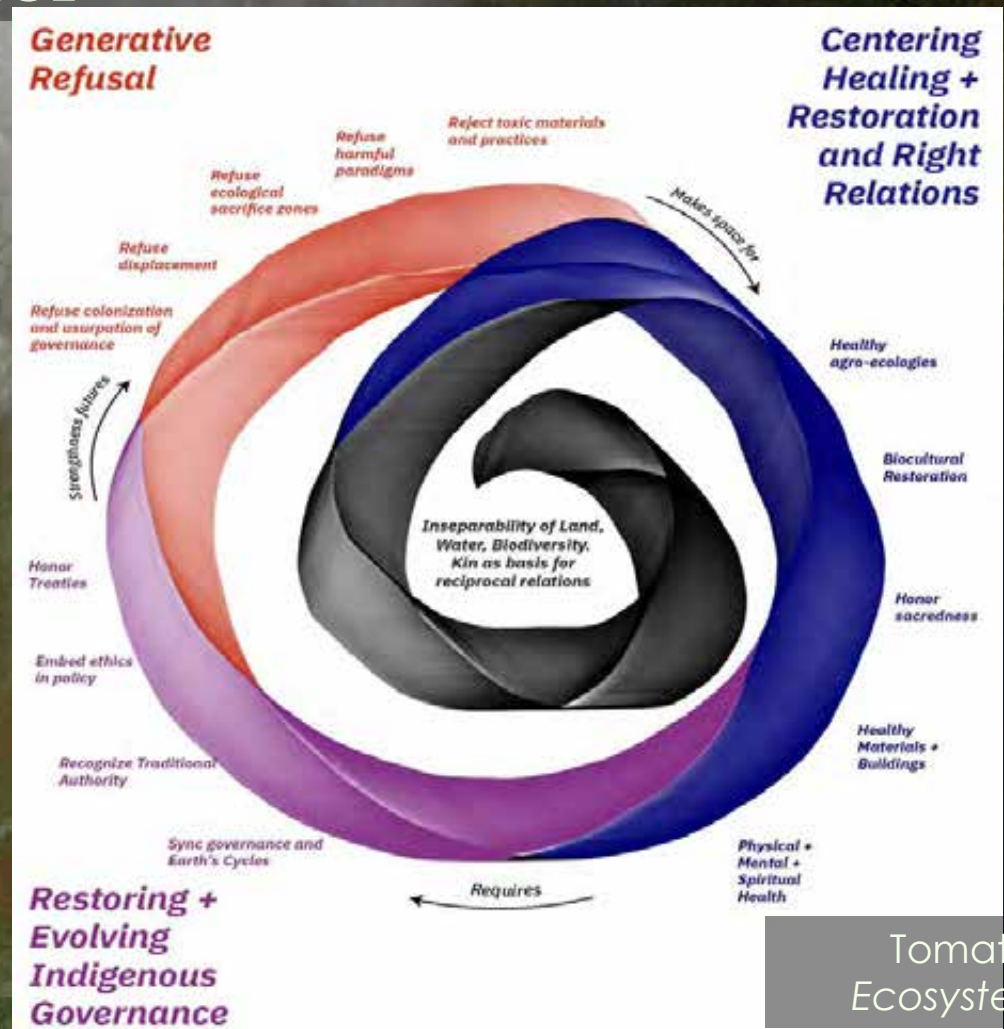 Generative
Refusal
Centering
Healing +
Restoration
and Right
Relations
Reject toxic materials
and practices
Refuse
harmful
paradigms
Refuse
ecological
sacrifice zones
Refuse
displacement
Refuse colonization
and usurpation of
governance
Makes space for
Strengthens futures
Healthy
agro-ecologies
Biocultural
Restoration
Honor
sacredness
Healthy
Materials +
Buildings
Physical +
Mental +
Spiritual
Health
Inseparability of Land,
Water, Biodiversity.
Kin as basis for
reciprocal relations
Honor
Treaties
Embed ethics
in policy
Recognize Traditional
Authority
Sync governance and
Earth's Cycles
Requires
Restoring +
Evolving
Indigenous
Governance